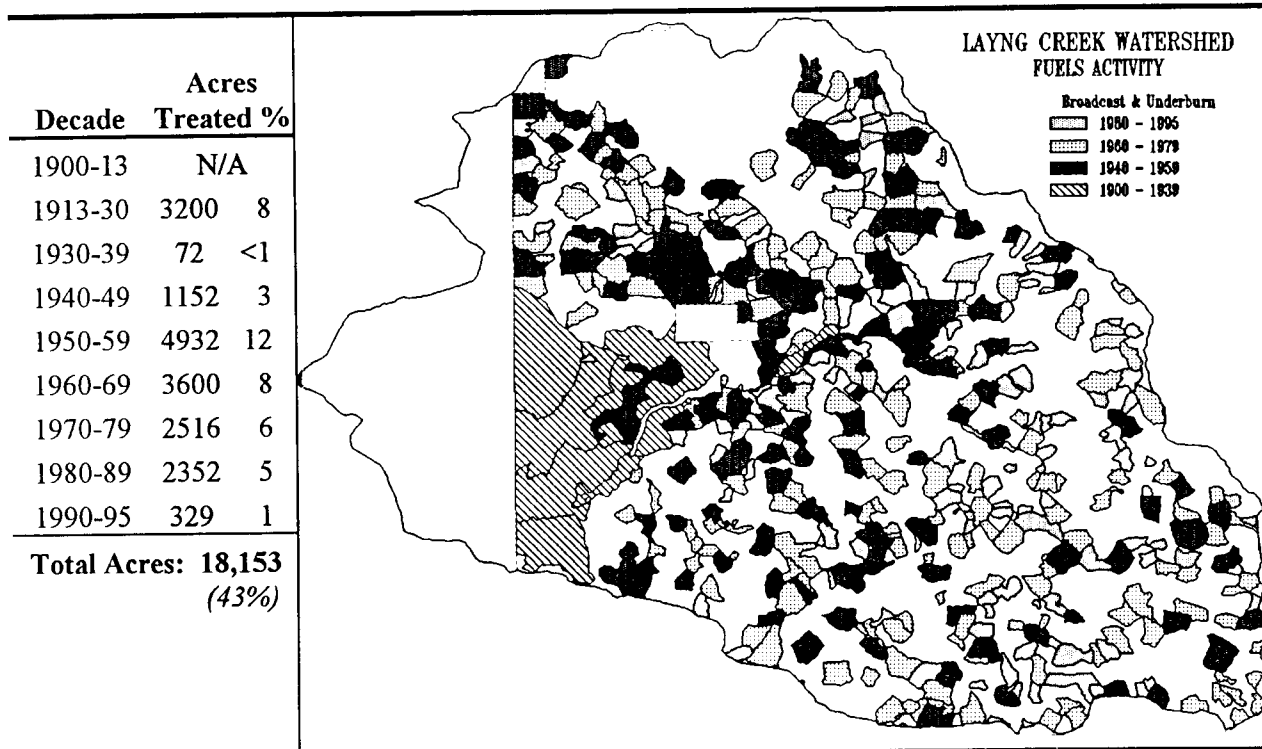 Acres
Decade Treated %
1900-13 N/A
1913-30 3200 8
1930-39 72 <1
1940-49 1152 3
1950-59 4932 12
1960-69 3600 8
1970-79 2516 6
1980-89 2352 5
1990-95 329 1
Total Acres: 18,153
(43%)
LAYNG CREEK WATERSHED
FUELS ACTIVITY
Broadcast & Underburn
1980 - 1995
1960 - 1979
1940 - 1959
1900 - 1939